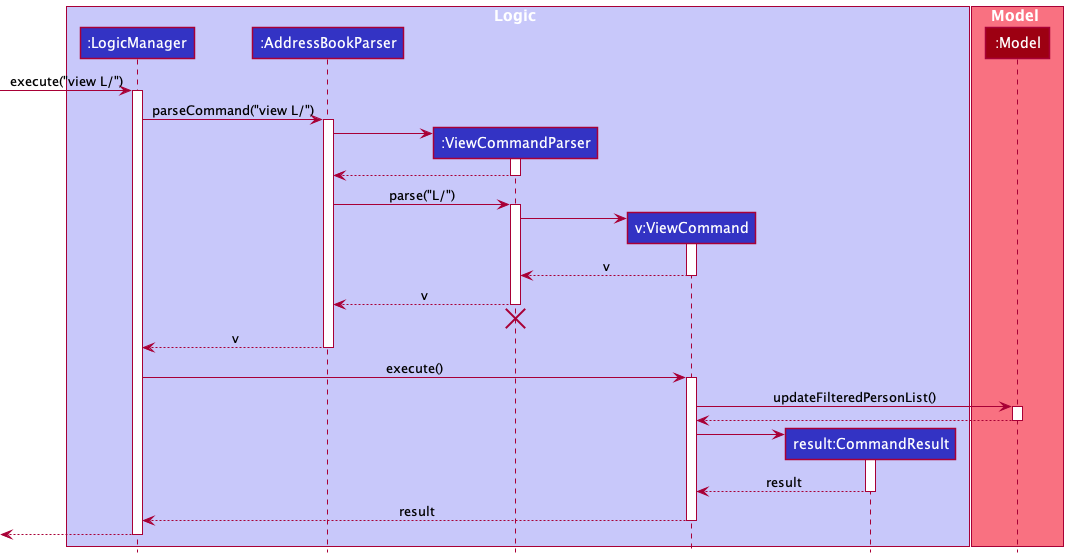 Logic
Model
:LogicManager
:AddressBookParser
:Model
execute("view L/")
parseCommand("view L/")
:ViewCommandParser
parse("L/")
v:ViewCommand
v
v
v
execute()
updateFilteredPersonList()
result:CommandResult
result
result